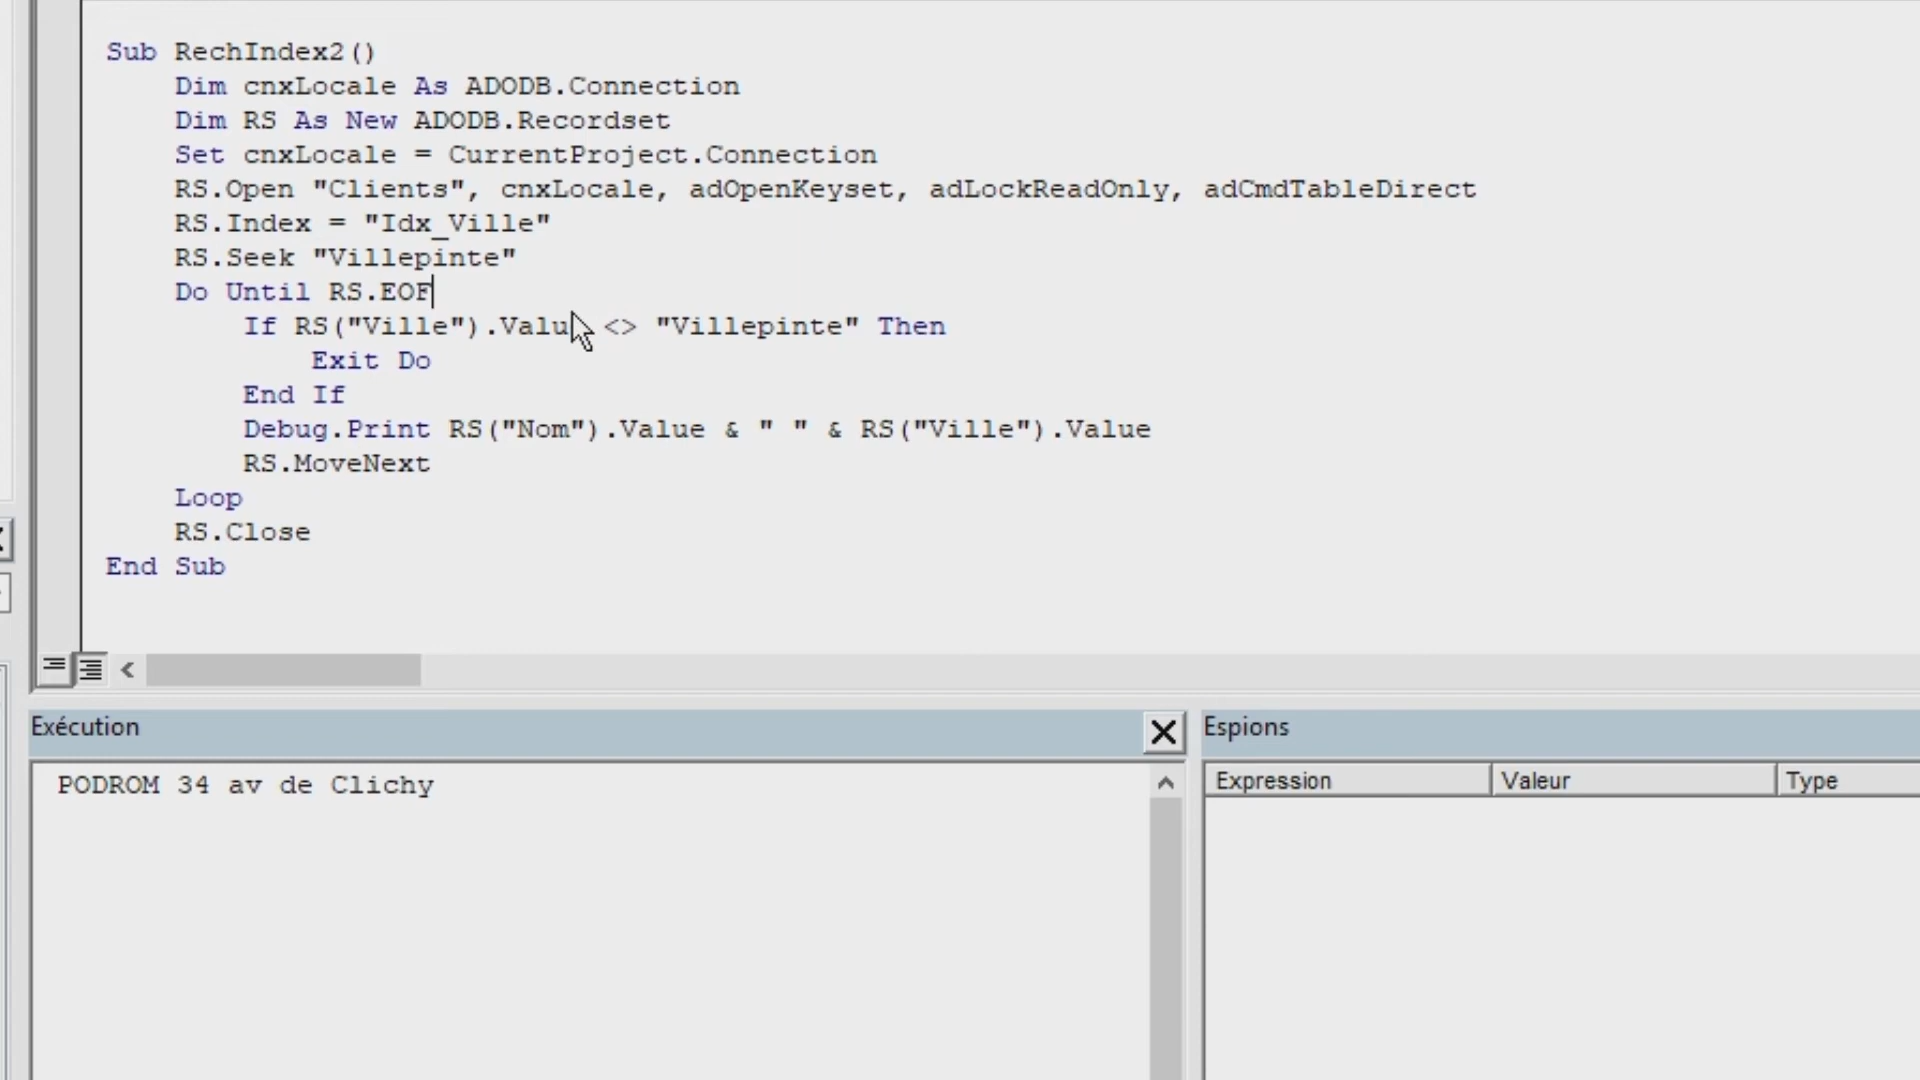 Sub RechIndex2()
Dim cnxLocale As ADODB.Connection
Dim RS As New ADODB.Recordset
Set cnxLocale = CurrentProject.Connection
RS.Open "Clients", cnxLocale, adOpenKeyset, adLockReadOnly, adCmdTableDirect
RS.Index = "Idx_Ville"
RS.Seek "Villepinte"
Do Until RS.EOF
If RS("Ville").Valu <> "Villepinte" Then
Exit Do
End If
Debug.Print RS("Nom").Value & " " & RS("Ville").Value
RS.MoveNext
Loop
RS.Close
End Sub
Exécution
PODROM 34 av de Clichy
Espions
Expression Valeur Type